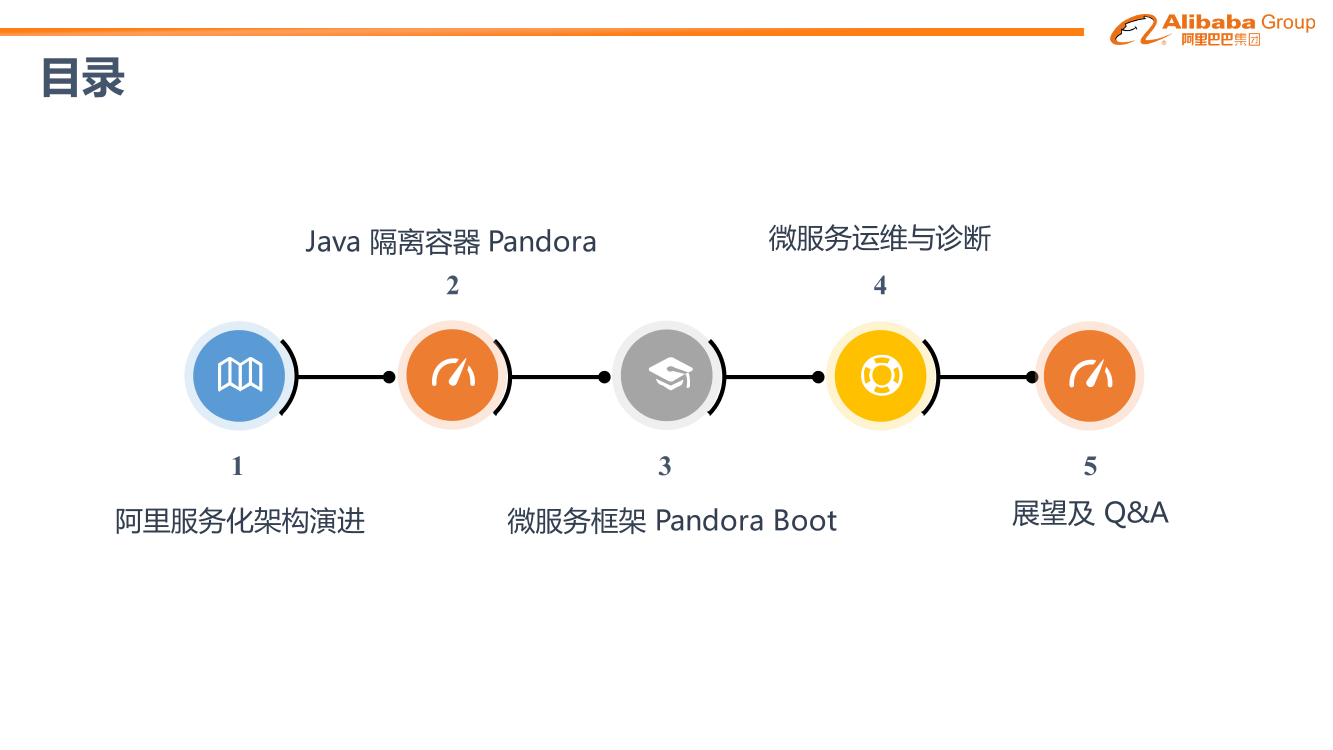 Alibaba Group
阿里巴巴集团
目录
1
阿里服务化架构演进
Java 隔离容器 Pandora
2
3
微服务框架 Pandora Boot
微服务运维与诊断
4
5
展望及 Q&A